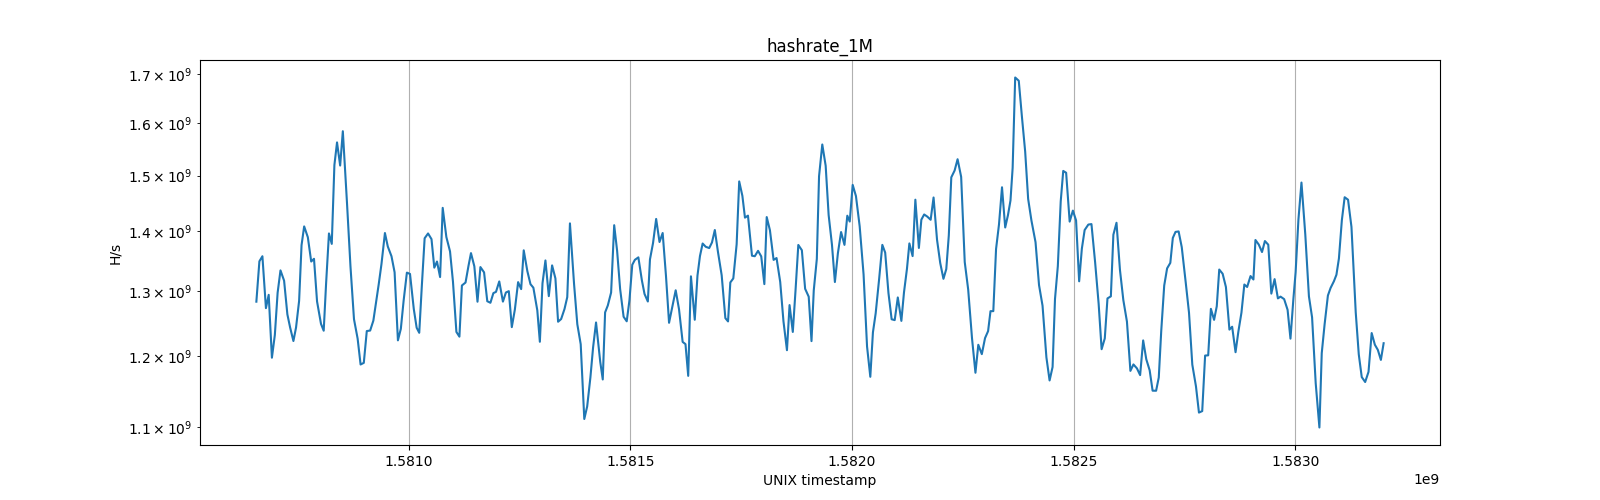 hashrate_1M
1.7 × 10⁹
1.6 × 10⁹
1.5 × 10⁹
1.4 × 10⁹
1.3 × 10⁹
1.2 × 10⁹
1.1 × 10⁹
H/s
1.5810
1.5815
1.5820
1.5825
1.5830
UNIX timestamp
1e9